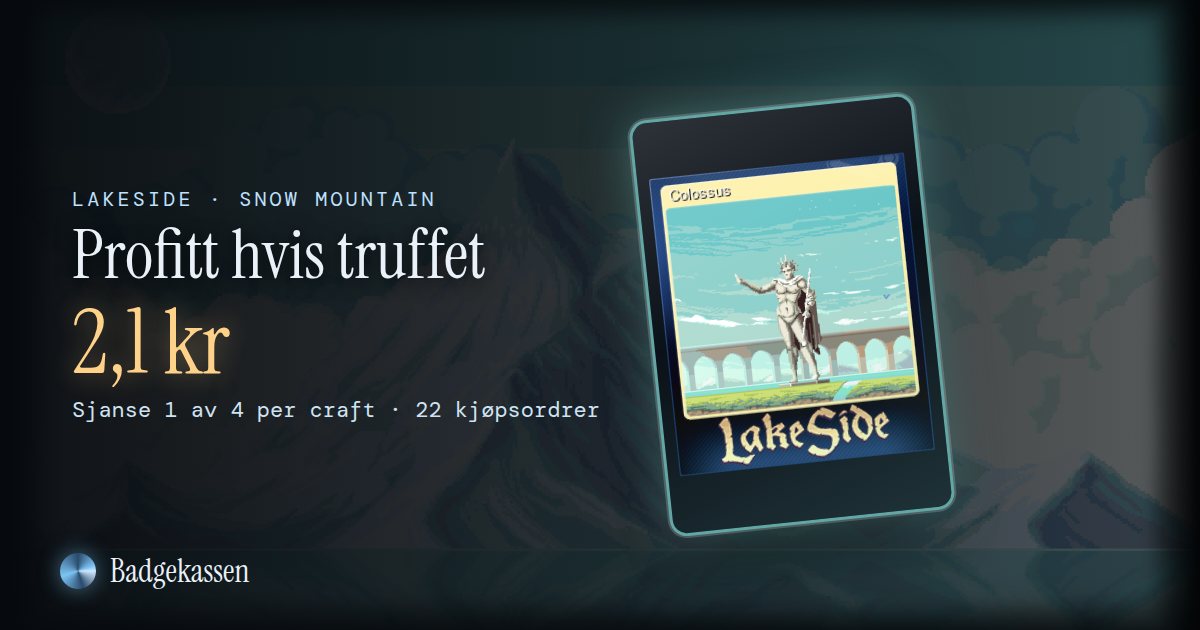 LAKESIDE · SNOW MOUNTAIN
Profitt hvis truffet
2,1 kr
Sjanse 1 av 4 per craft · 22 kjøpsordrer
Colossus
LakeSide
Badgekassen